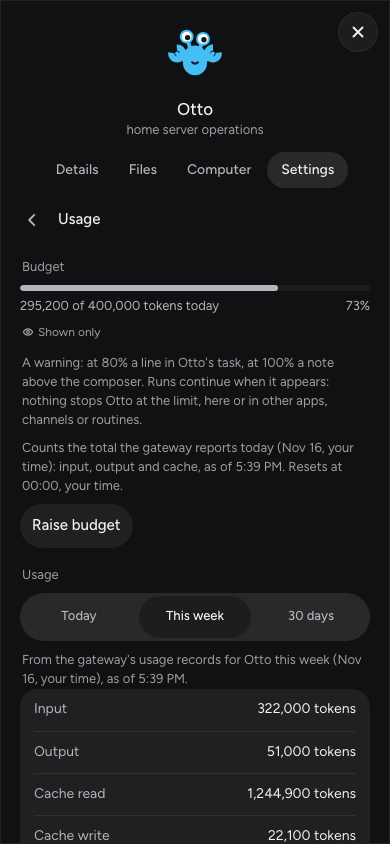 Otto
home server operations
Details Files Computer Settings
Usage
Budget
295,200 of 400,000 tokens today 73%
Shown only
A warning: at 80% a line in Otto's task, at 100% a note
above the composer. Runs continue when it appears:
nothing stops Otto at the limit, here or in other apps,
channels or routines.
Counts the total the gateway reports today (Nov 16, your
time): input, output and cache, as of 5:39 PM. Resets at
00:00, your time.
Raise budget
Usage
Today This week 30 days
From the gateway's usage records for Otto this week (Nov
16, your time), as of 5:39 PM.
Input 322,000 tokens
Output 51,000 tokens
Cache read 1,244,900 tokens
Cache write 22,100 tokens